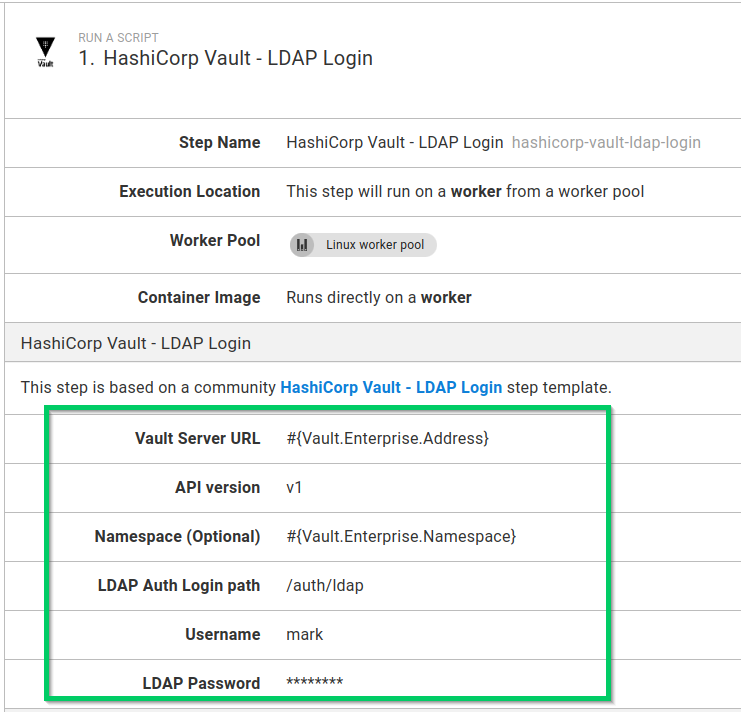 RUN A SCRIPT
Vault
1. HashiCorp Vault - LDAP Login
Step Name HashiCorp Vault - LDAP Login hashicorp-vault-ldap-login
Execution Location This step will run on a worker from a worker pool
Worker Pool Linux worker pool
Container Image Runs directly on a worker
HashiCorp Vault - LDAP Login
This step is based on a community HashiCorp Vault - LDAP Login step template.
Vault Server URL #{Vault.Enterprise.Address}
API version v1
Namespace (Optional) #{Vault.Enterprise.Namespace}
LDAP Auth Login path /auth/ldap
Username mark
LDAP Password ********